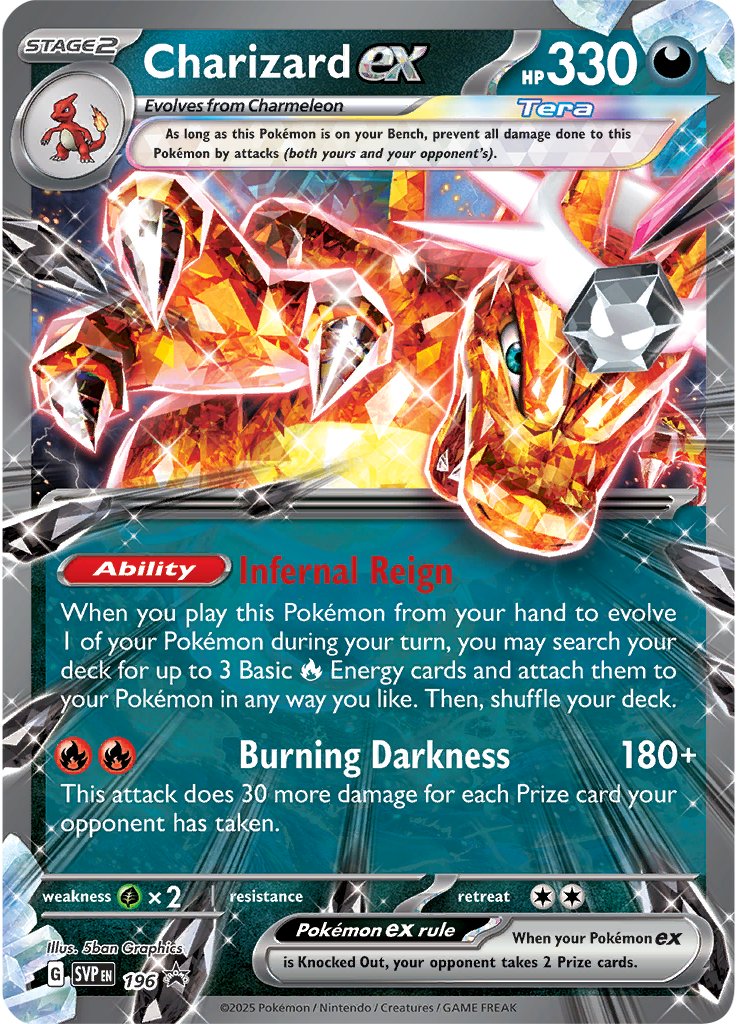 STAGE2
Charizard ex
HP 330
Evolves from Charmeleon
Tera
As long as this Pokémon is on your Bench, prevent all damage done to this
Pokémon by attacks (both yours and your opponent's).
Ability Infernal Reign
When you play this Pokémon from your hand to evolve
1 of your Pokémon during your turn, you may search your
deck for up to 3 Basic Energy cards and attach them to
your Pokémon in any way you like. Then, shuffle your deck.
Burning Darkness 180+
This attack does 30 more damage for each Prize card your
opponent has taken.
weakness ×2 resistance retreat
Illus. 5ban Graphics
Pokémon ex rule When your Pokémon ex
is Knocked Out, your opponent takes 2 Prize cards.
G SVP EN 196
©2025 Pokémon / Nintendo / Creatures / GAME FREAK